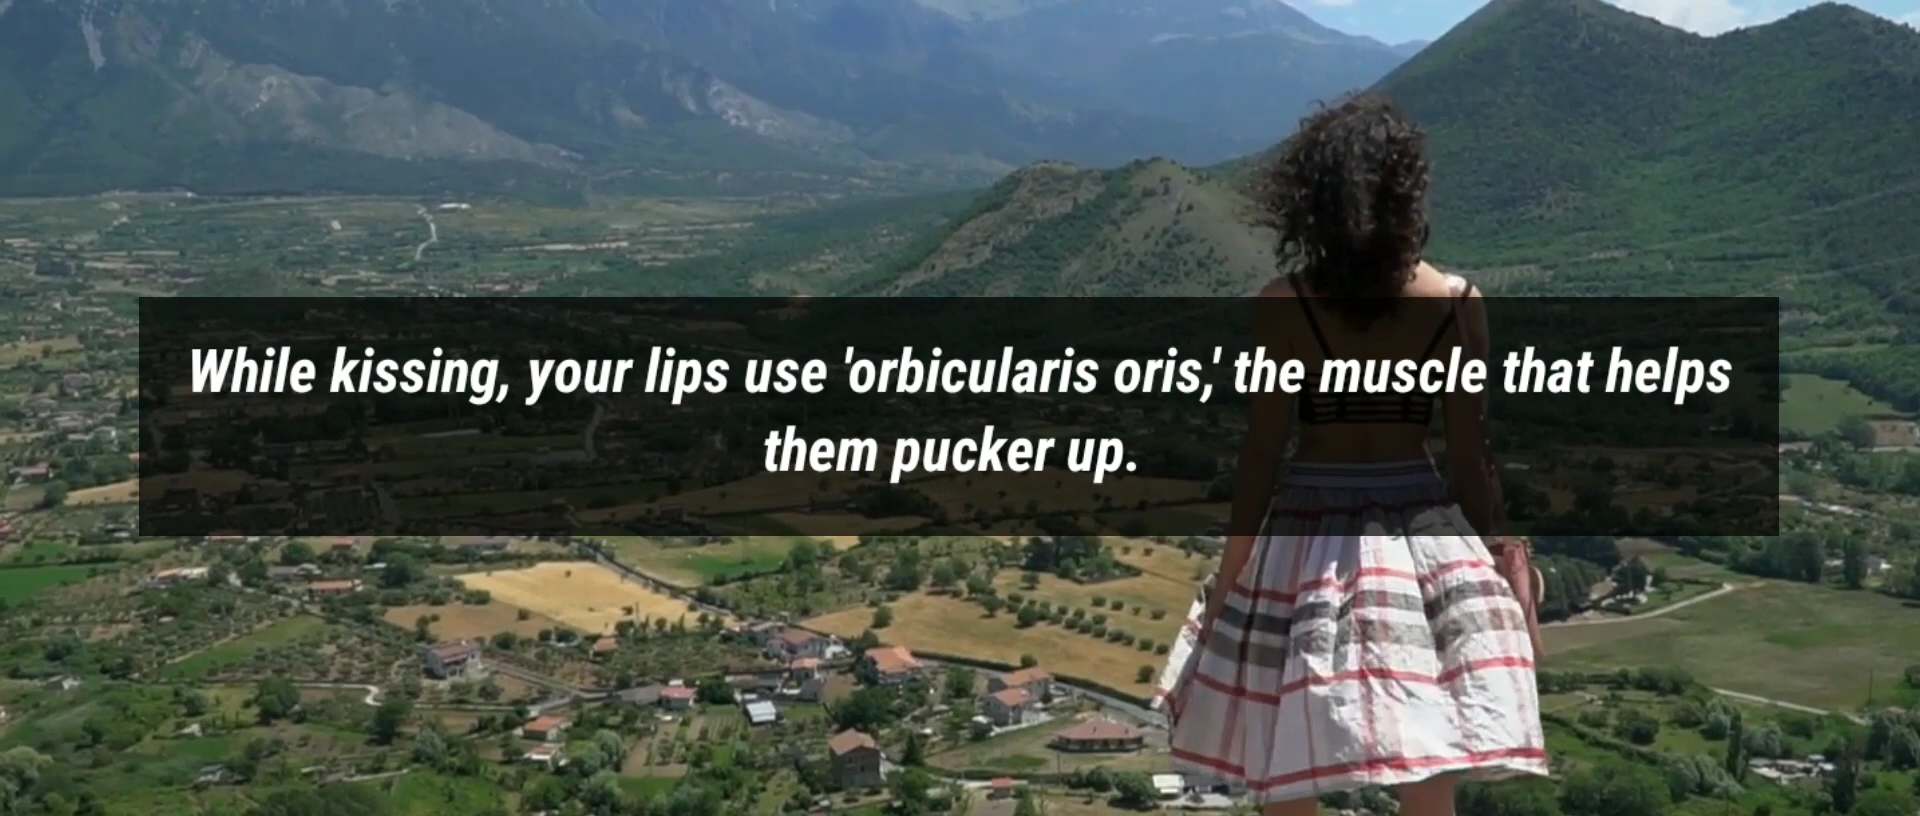 While kissing, your lips use 'orbicularis oris,' the muscle that helps
them pucker up.